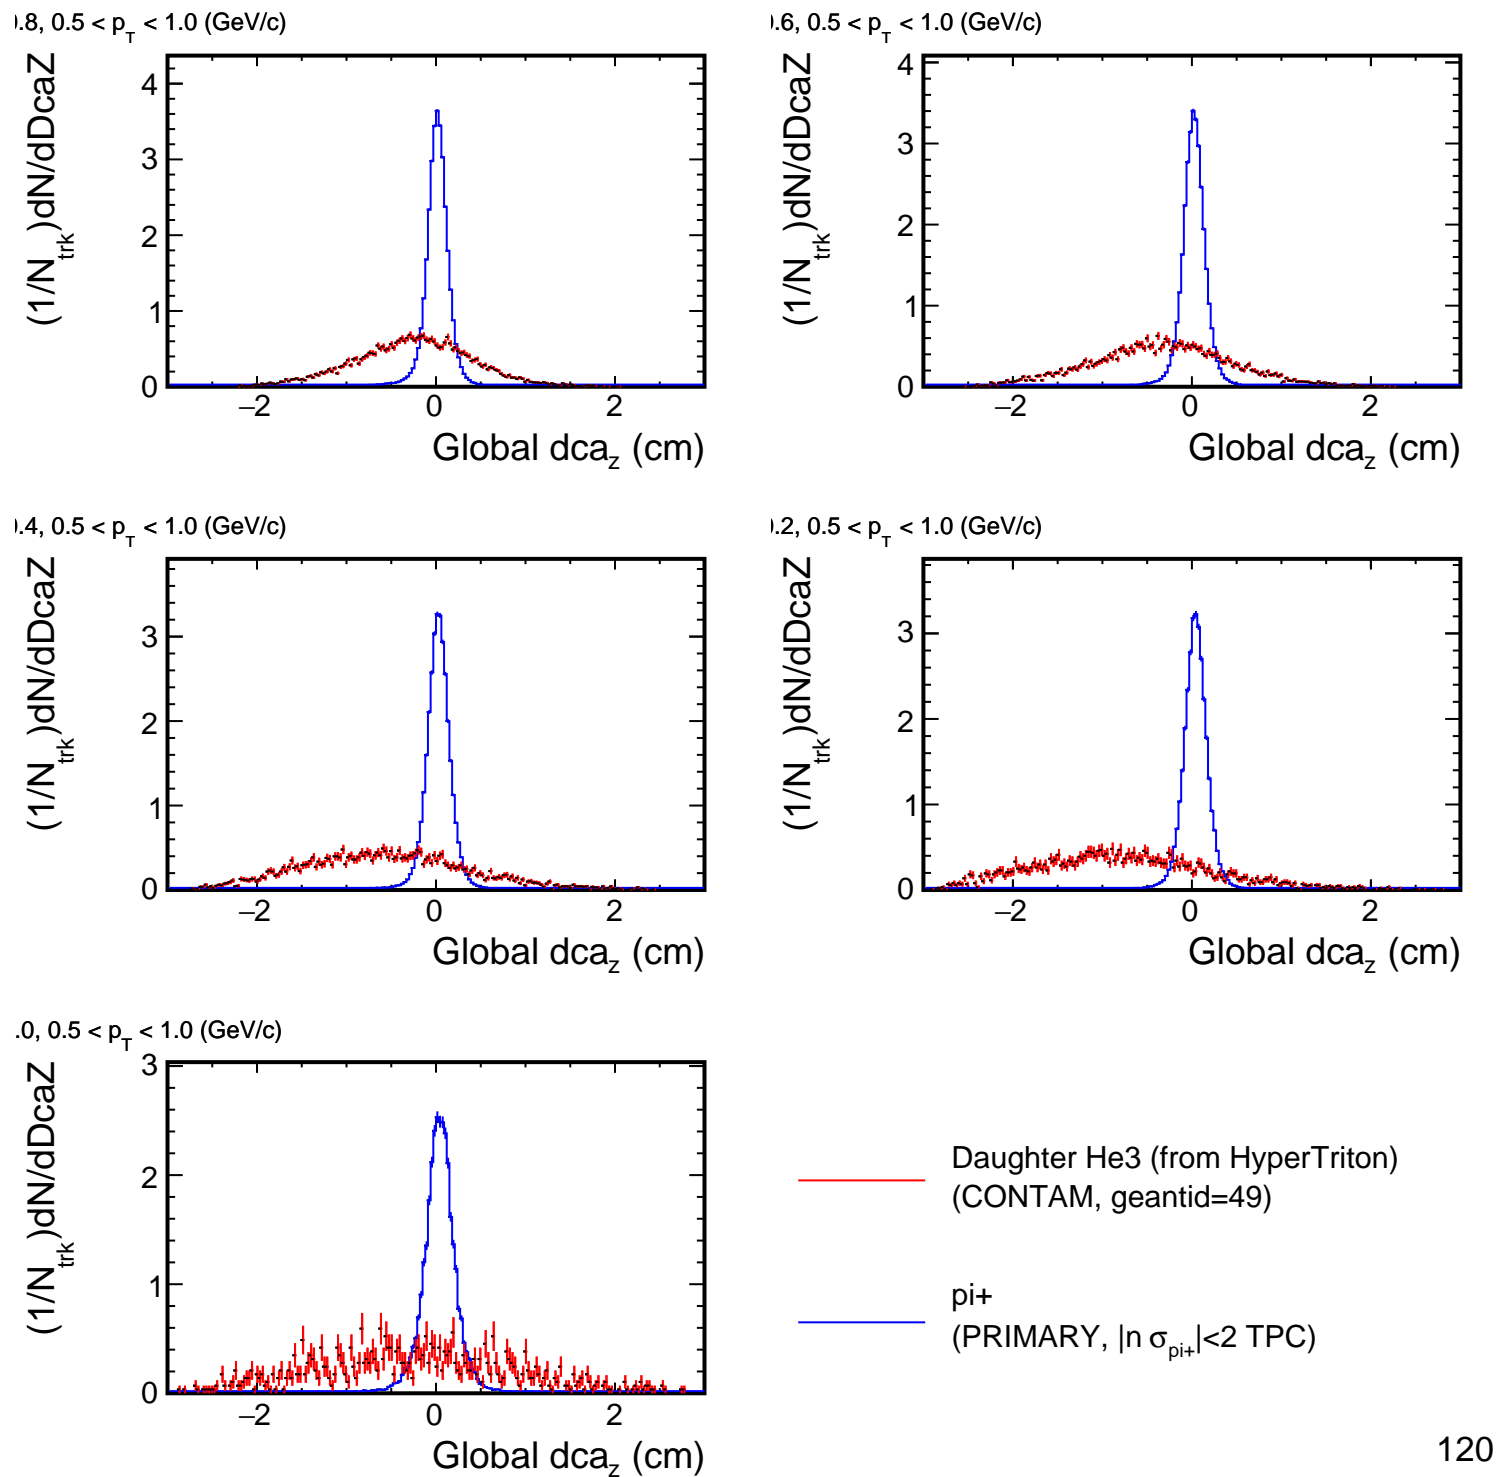 .8, 0.5 < p_T < 1.0 (GeV/c)
(1/N_trk)dN/dDcaZ
4
3
2
1
0
−2 0 2
Global dca_z (cm)
.6, 0.5 < p_T < 1.0 (GeV/c)
(1/N_trk)dN/dDcaZ
4
3
2
1
0
−2 0 2
Global dca_z (cm)
.4, 0.5 < p_T < 1.0 (GeV/c)
(1/N_trk)dN/dDcaZ
3
2
1
0
−2 0 2
Global dca_z (cm)
.2, 0.5 < p_T < 1.0 (GeV/c)
(1/N_trk)dN/dDcaZ
3
2
1
0
−2 0 2
Global dca_z (cm)
.0, 0.5 < p_T < 1.0 (GeV/c)
(1/N_trk)dN/dDcaZ
3
2
1
0
−2 0 2
Global dca_z (cm)
Daughter He3 (from HyperTriton)
(CONTAM, geantid=49)
pi+
(PRIMARY, |n σ_pi+|<2 TPC)
120